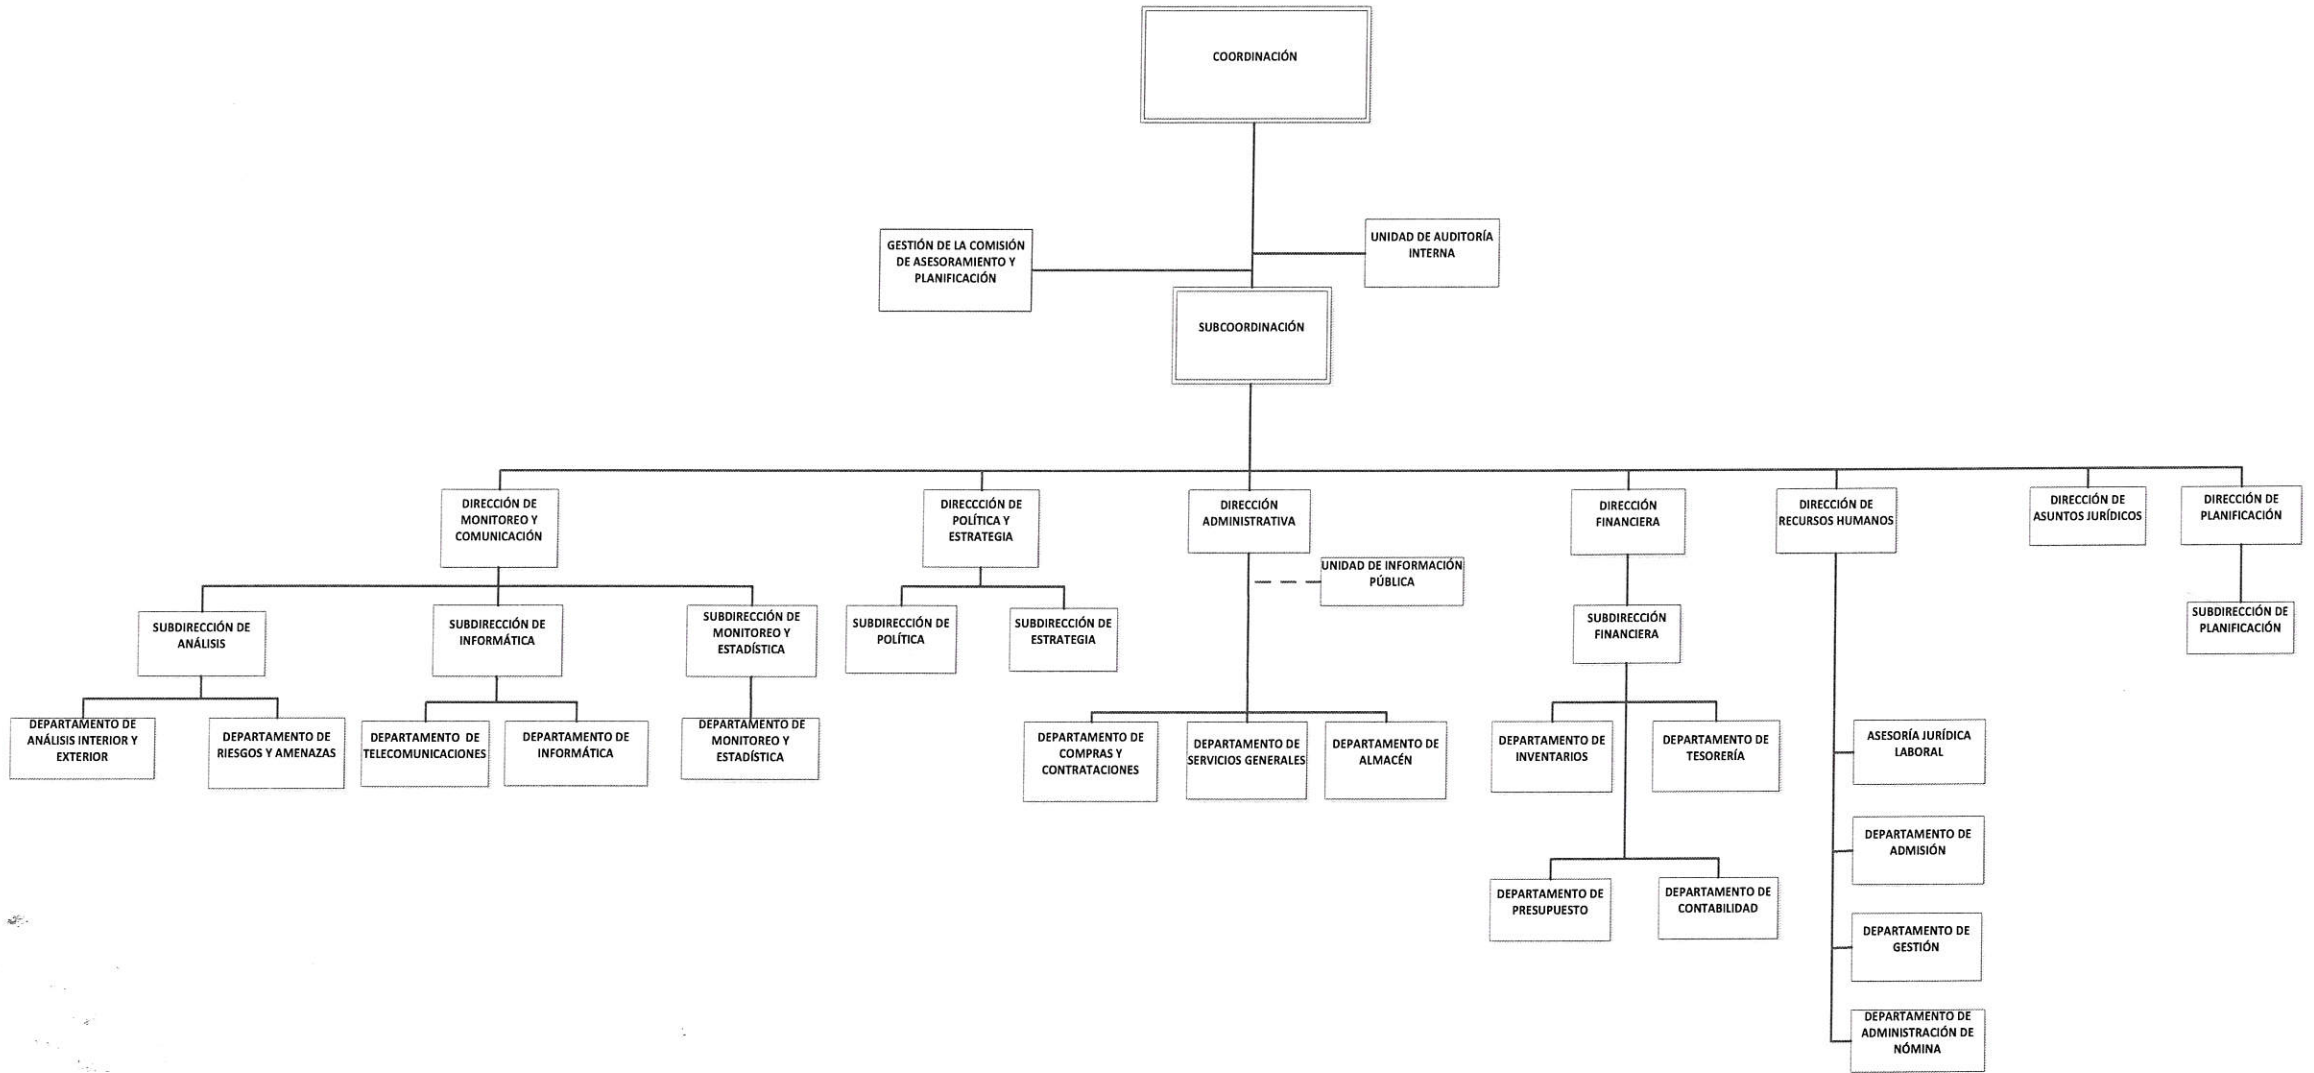 COORDINACIÓN
GESTIÓN DE LA COMISIÓN
DE ASESORAMIENTO Y
PLANIFICACIÓN
UNIDAD DE AUDITORÍA
INTERNA
SUBCOORDINACIÓN
DIRECCIÓN DE
MONITOREO Y
COMUNICACIÓN
DIRECCCIÓN DE
POLÍTICA Y
ESTRATEGIA
DIRECCIÓN
ADMINISTRATIVA
DIRECCIÓN
FINANCIERA
DIRECCIÓN DE
RECURSOS HUMANOS
DIRECCIÓN DE
ASUNTOS JURÍDICOS
DIRECCIÓN DE
PLANIFICACIÓN
UNIDAD DE INFORMACIÓN
PÚBLICA
SUBDIRECCIÓN DE
ANÁLISIS
SUBDIRECCIÓN DE
INFORMÁTICA
SUBDIRECCIÓN DE
MONITOREO Y
ESTADÍSTICA
SUBDIRECCIÓN DE
POLÍTICA
SUBDIRECCIÓN DE
ESTRATEGIA
SUBDIRECCIÓN
FINANCIERA
SUBDIRECCIÓN DE
PLANIFICACIÓN
DEPARTAMENTO DE
ANÁLISIS INTERIOR Y
EXTERIOR
DEPARTAMENTO DE
RIESGOS Y AMENAZAS
DEPARTAMENTO DE
TELECOMUNICACIONES
DEPARTAMENTO DE
INFORMÁTICA
DEPARTAMENTO DE
MONITOREO Y
ESTADÍSTICA
DEPARTAMENTO DE
COMPRAS Y
CONTRATACIONES
DEPARTAMENTO DE
SERVICIOS GENERALES
DEPARTAMENTO DE
ALMACÉN
DEPARTAMENTO DE
INVENTARIOS
DEPARTAMENTO DE
TESORERÍA
ASESORÍA JURÍDICA
LABORAL
DEPARTAMENTO DE
ADMISIÓN
DEPARTAMENTO DE
PRESUPUESTO
DEPARTAMENTO DE
CONTABILIDAD
DEPARTAMENTO DE
GESTIÓN
DEPARTAMENTO DE
ADMINISTRACIÓN DE
NÓMINA